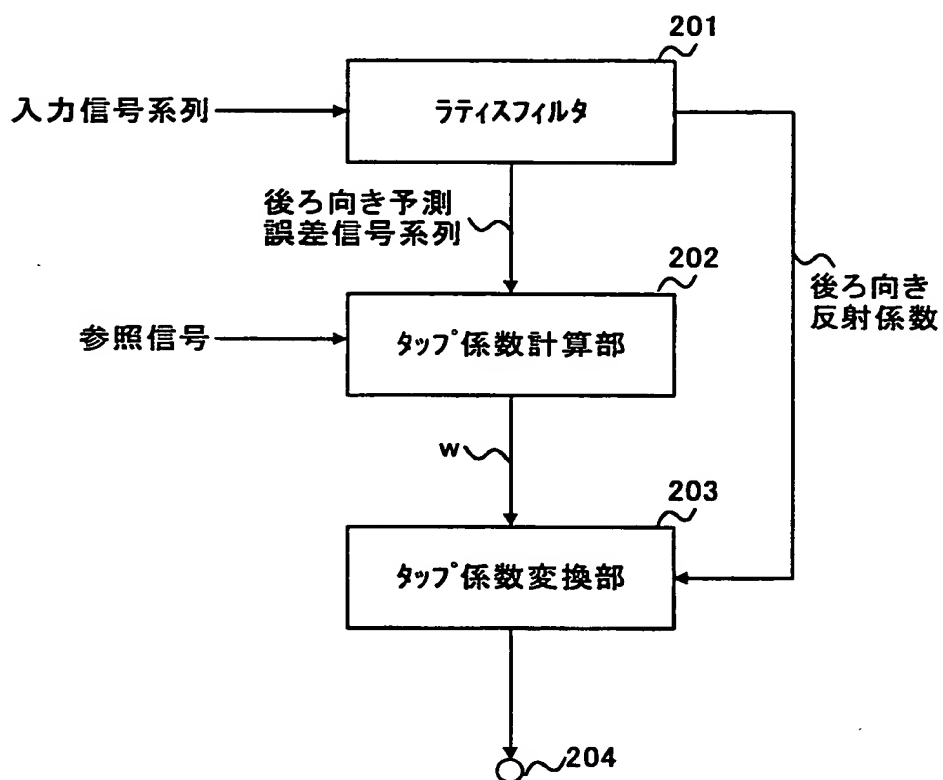 201
入力信号系列
ラティスフィルタ
後ろ向き予測
誤差信号系列
202
後ろ向き
反射係数
参照信号
タップ係数計算部
w
203
タップ係数変換部
204